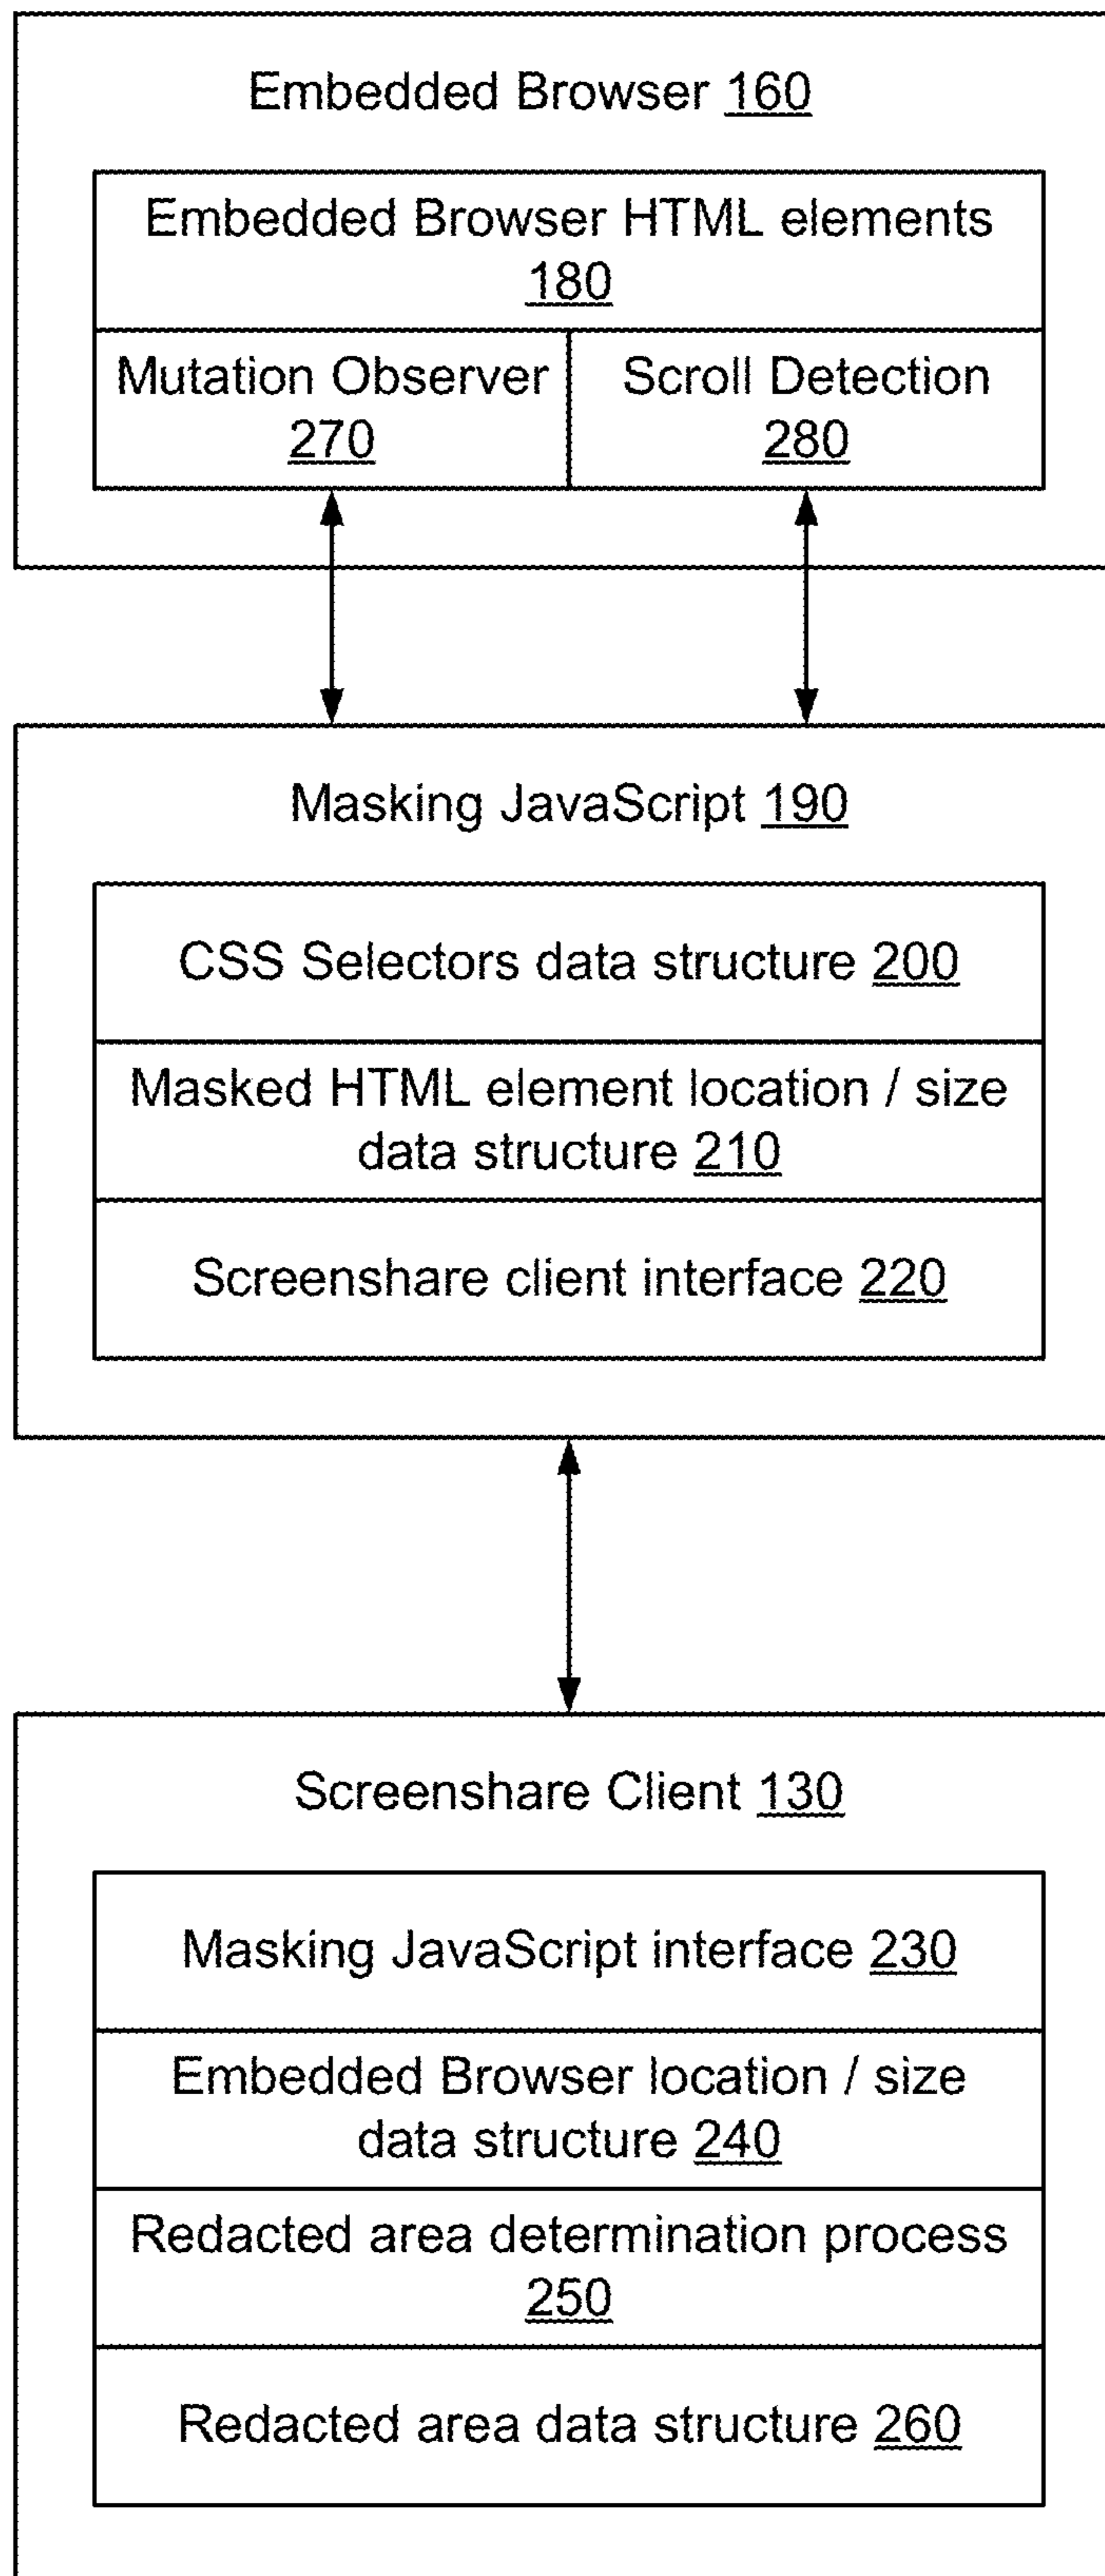 Embedded Browser 160
Embedded Browser HTML elements
180
Mutation Observer
270
Scroll Detection
280
Masking JavaScript 190
CSS Selectors data structure 200
Masked HTML element location / size
data structure 210
Screenshare client interface 220
Screenshare Client 130
Masking JavaScript interface 230
Embedded Browser location / size
data structure 240
Redacted area determination process
250
Redacted area data structure 260